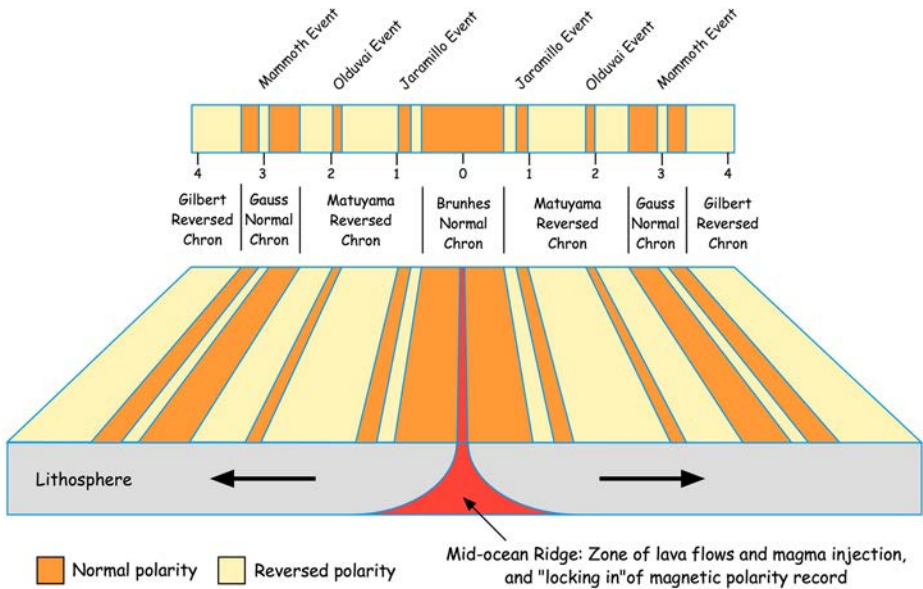 Mammoth Event
Olduvai Event
Jaramillo Event
Jaramillo Event
Olduvai Event
Mammoth Event
4 3 2 1 0 1 2 3 4
Gilbert
Reversed
Chron
Gauss
Normal
Chron
Matuyama
Reversed
Chron
Brunhes
Normal
Chron
Matuyama
Reversed
Chron
Gauss
Normal
Chron
Gilbert
Reversed
Chron
Lithosphere
Mid-ocean Ridge: Zone of lava flows and magma injection,
and "locking in"of magnetic polarity record
Normal polarity
Reversed polarity